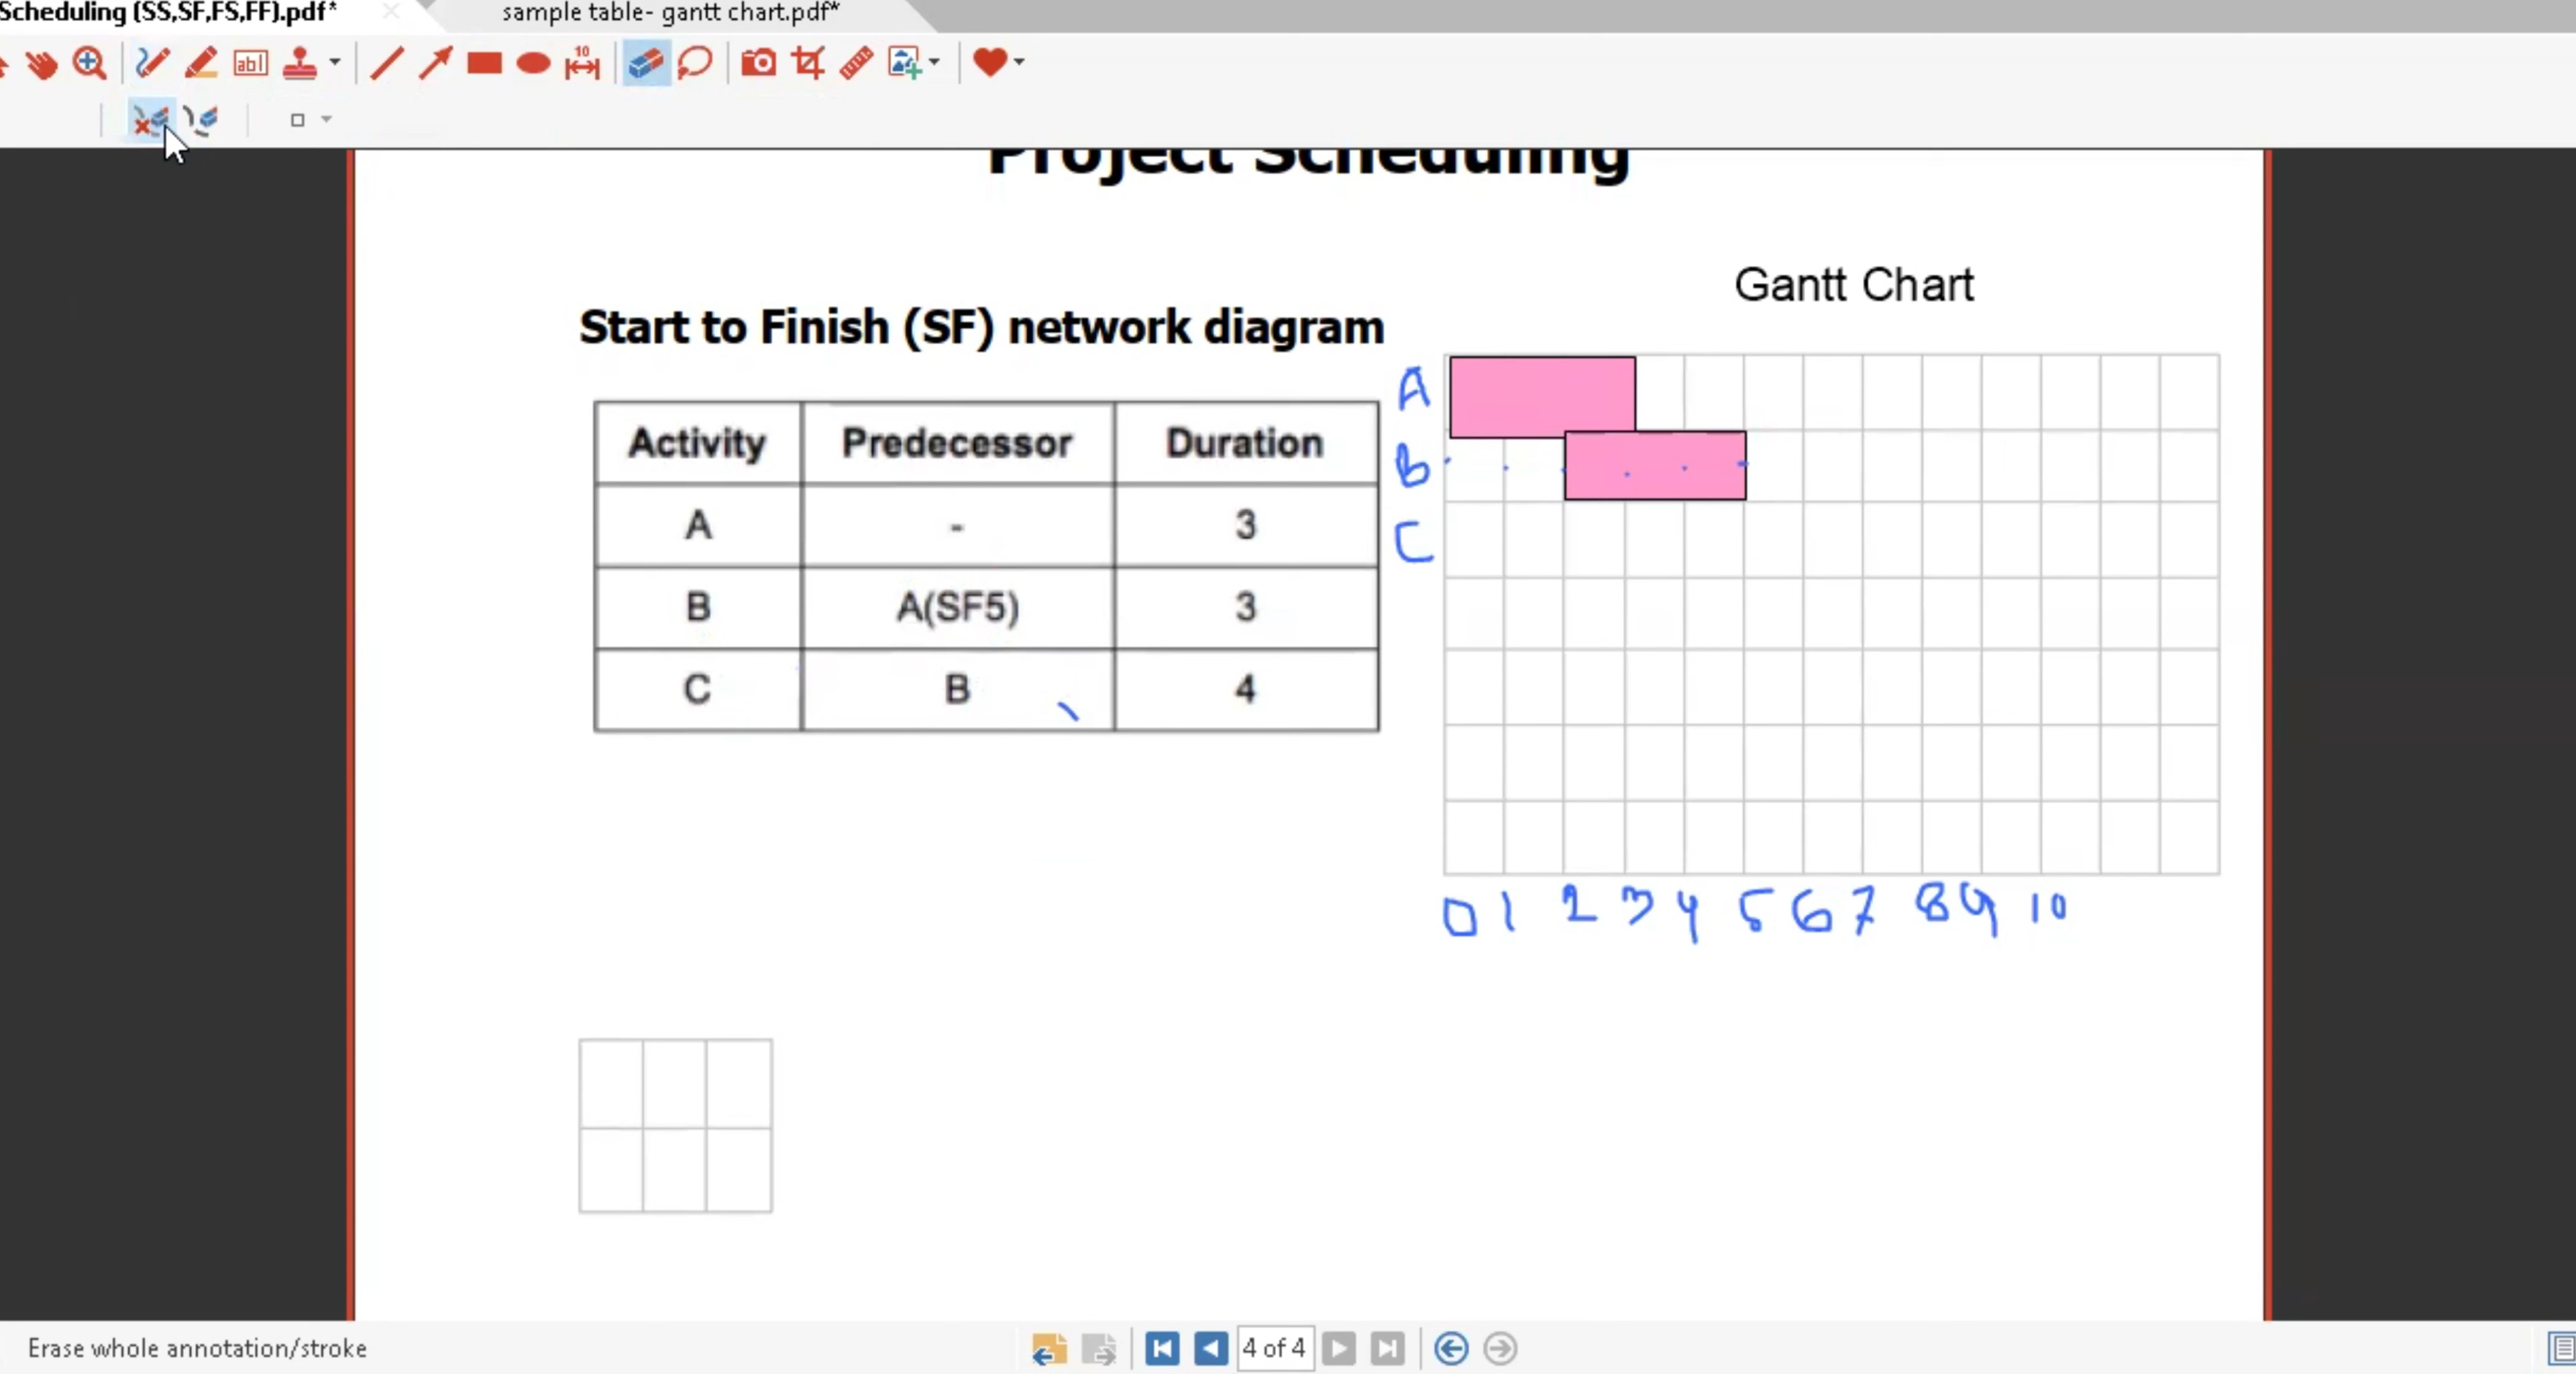 Scheduling (SS,SF,FS,FF).pdf*
sample table- gantt chart.pdf*
abl
10
Project Scheduling
Gantt Chart
Start to Finish (SF) network diagram
Activity Predecessor Duration
A - 3
B A(SF5) 3
C B 4
A
B
C
0 1 2 3 4 5 6 7 8 9 10
Erase whole annotation/stroke
4 of 4